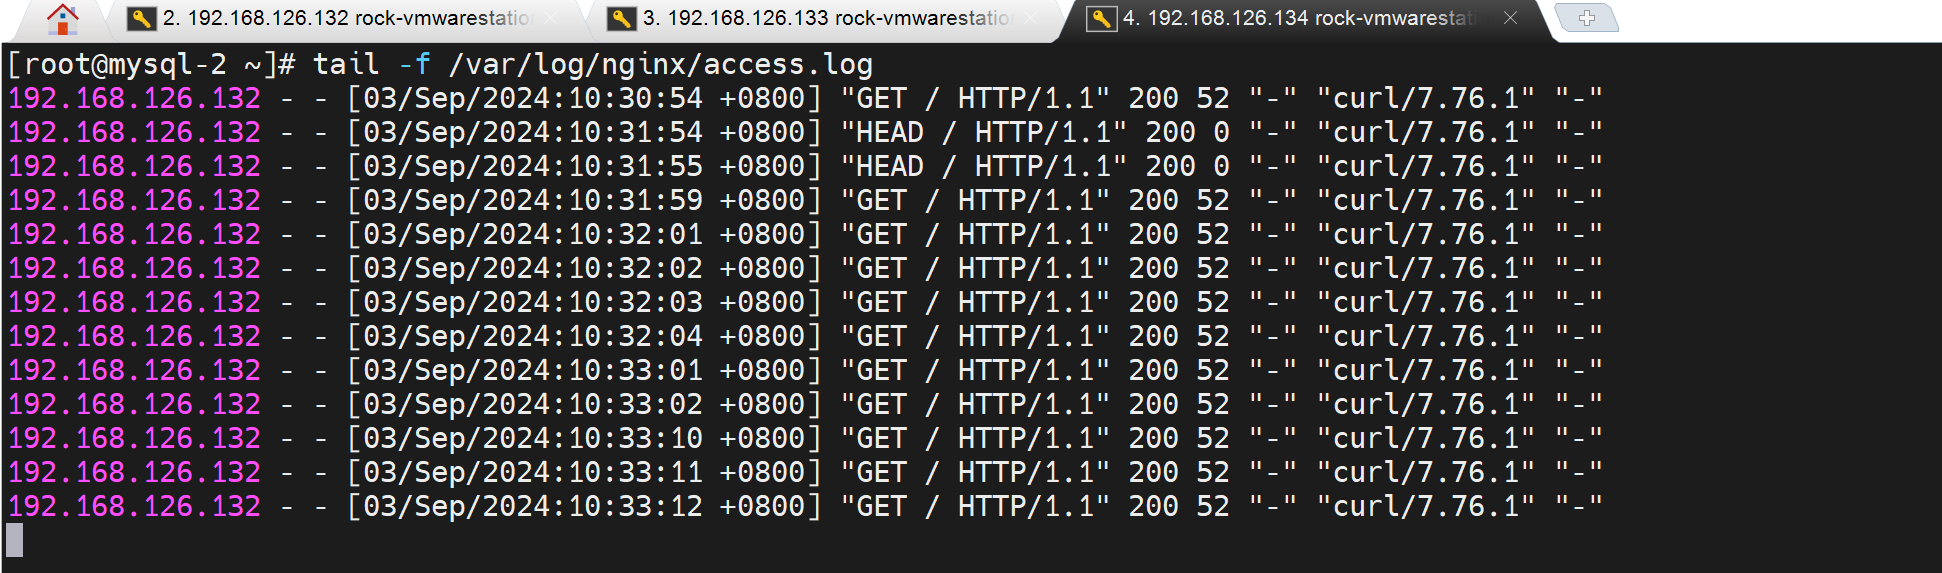 2. 192.168.126.132 rock-vmwarestation
3. 192.168.126.133 rock-vmwarestation
4. 192.168.126.134 rock-vmwarestat
[root@mysql-2 ~]# tail -f /var/log/nginx/access.log
192.168.126.132 - - [03/Sep/2024:10:30:54 +0800] "GET / HTTP/1.1" 200 52 "-" "curl/7.76.1" "-"
192.168.126.132 - - [03/Sep/2024:10:31:54 +0800] "HEAD / HTTP/1.1" 200 0 "-" "curl/7.76.1" "-"
192.168.126.132 - - [03/Sep/2024:10:31:55 +0800] "HEAD / HTTP/1.1" 200 0 "-" "curl/7.76.1" "-"
192.168.126.132 - - [03/Sep/2024:10:31:59 +0800] "GET / HTTP/1.1" 200 52 "-" "curl/7.76.1" "-"
192.168.126.132 - - [03/Sep/2024:10:32:01 +0800] "GET / HTTP/1.1" 200 52 "-" "curl/7.76.1" "-"
192.168.126.132 - - [03/Sep/2024:10:32:02 +0800] "GET / HTTP/1.1" 200 52 "-" "curl/7.76.1" "-"
192.168.126.132 - - [03/Sep/2024:10:32:03 +0800] "GET / HTTP/1.1" 200 52 "-" "curl/7.76.1" "-"
192.168.126.132 - - [03/Sep/2024:10:32:04 +0800] "GET / HTTP/1.1" 200 52 "-" "curl/7.76.1" "-"
192.168.126.132 - - [03/Sep/2024:10:33:01 +0800] "GET / HTTP/1.1" 200 52 "-" "curl/7.76.1" "-"
192.168.126.132 - - [03/Sep/2024:10:33:02 +0800] "GET / HTTP/1.1" 200 52 "-" "curl/7.76.1" "-"
192.168.126.132 - - [03/Sep/2024:10:33:10 +0800] "GET / HTTP/1.1" 200 52 "-" "curl/7.76.1" "-"
192.168.126.132 - - [03/Sep/2024:10:33:11 +0800] "GET / HTTP/1.1" 200 52 "-" "curl/7.76.1" "-"
192.168.126.132 - - [03/Sep/2024:10:33:12 +0800] "GET / HTTP/1.1" 200 52 "-" "curl/7.76.1" "-"